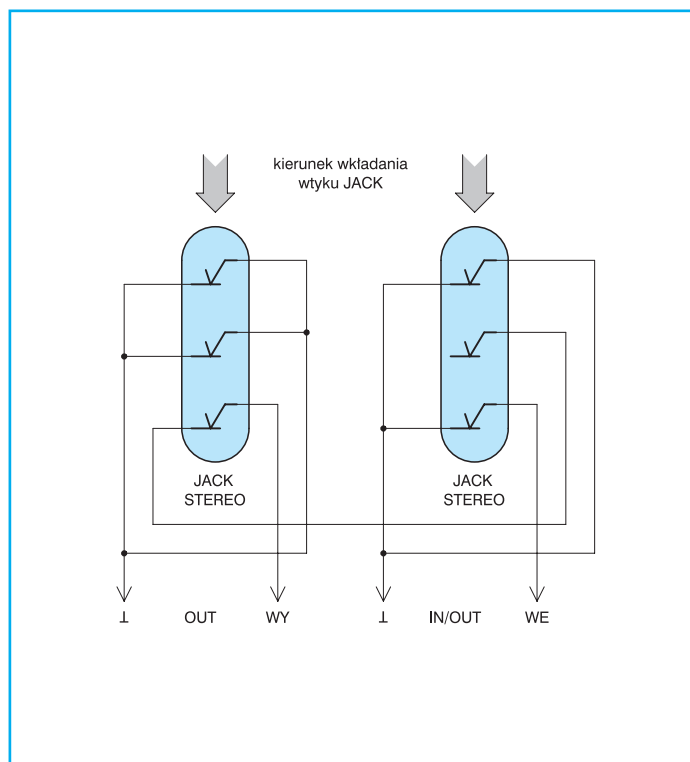 kierunek wkładania
wtyku JACK
JACK
STEREO
JACK
STEREO
⊥ OUT WY ⊥ IN/OUT WE